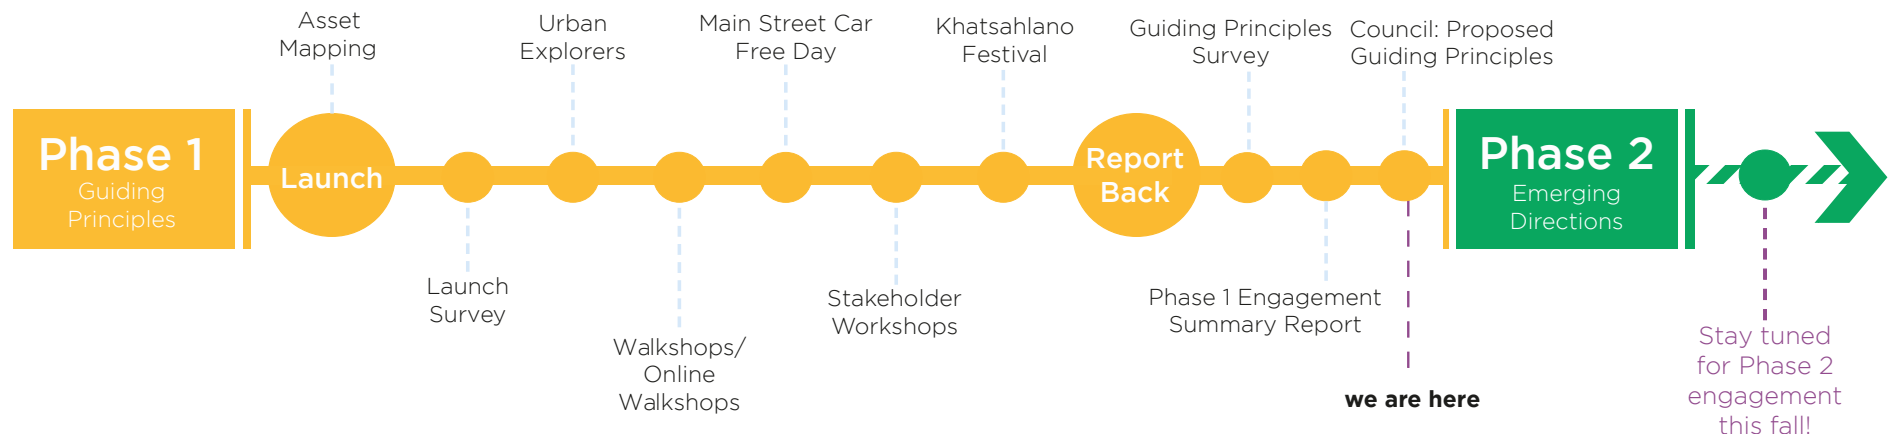 Phase 1
Guiding
Principles
Asset
Mapping
Launch
Launch
Survey
Urban
Explorers
Walkshops/
Online
Walkshops
Main Street Car
Free Day
Stakeholder
Workshops
Khatsahlano
Festival
Report
Back
Guiding Principles
Survey
Phase 1 Engagement
Summary Report
Council: Proposed
Guiding Principles
we are here
Phase 2
Emerging
Directions
Stay tuned
for Phase 2
engagement
this fall!